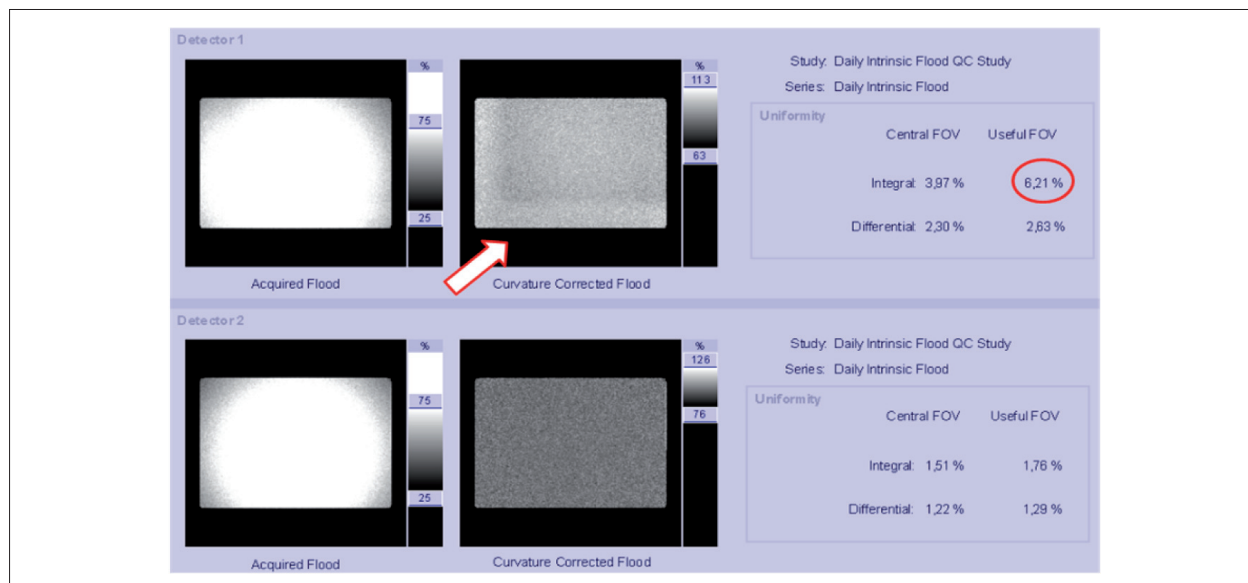 Detector 1
%
75
25
Acquired Flood
%
113
63
Curvature Corrected Flood
Study: Daily Intrinsic Flood QC Study
Series: Daily Intrinsic Flood
Uniformity
Central FOV Useful FOV
Integral: 3,97 % 6,21 %
Differential: 2,30 % 2,63 %
Detector 2
%
75
25
Acquired Flood
%
126
76
Curvature Corrected Flood
Study: Daily Intrinsic Flood QC Study
Series: Daily Intrinsic Flood
Uniformity
Central FOV Useful FOV
Integral: 1,51 % 1,76 %
Differential: 1,22 % 1,29 %